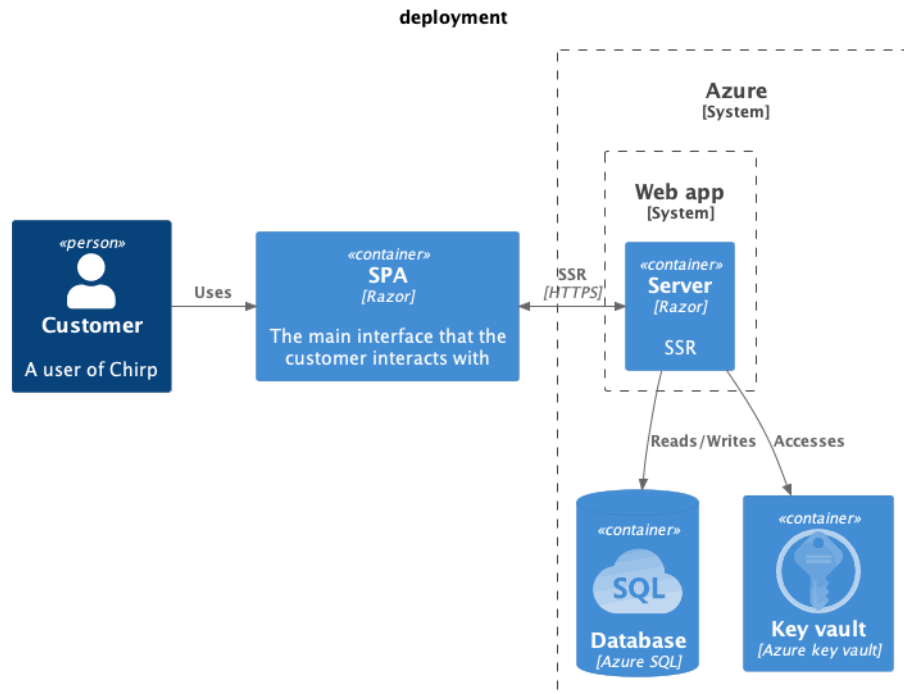 deployment
Azure
[System]
Web app
[System]
«person»
Customer
A user of Chirp
Uses
«container»
SPA
[Razor]
The main interface that the
customer interacts with
SSR
[HTTPS]
«container»
Server
[Razor]
SSR
Reads/Writes
Accesses
«container»
SQL
Database
[Azure SQL]
«container»
Key vault
[Azure key vault]